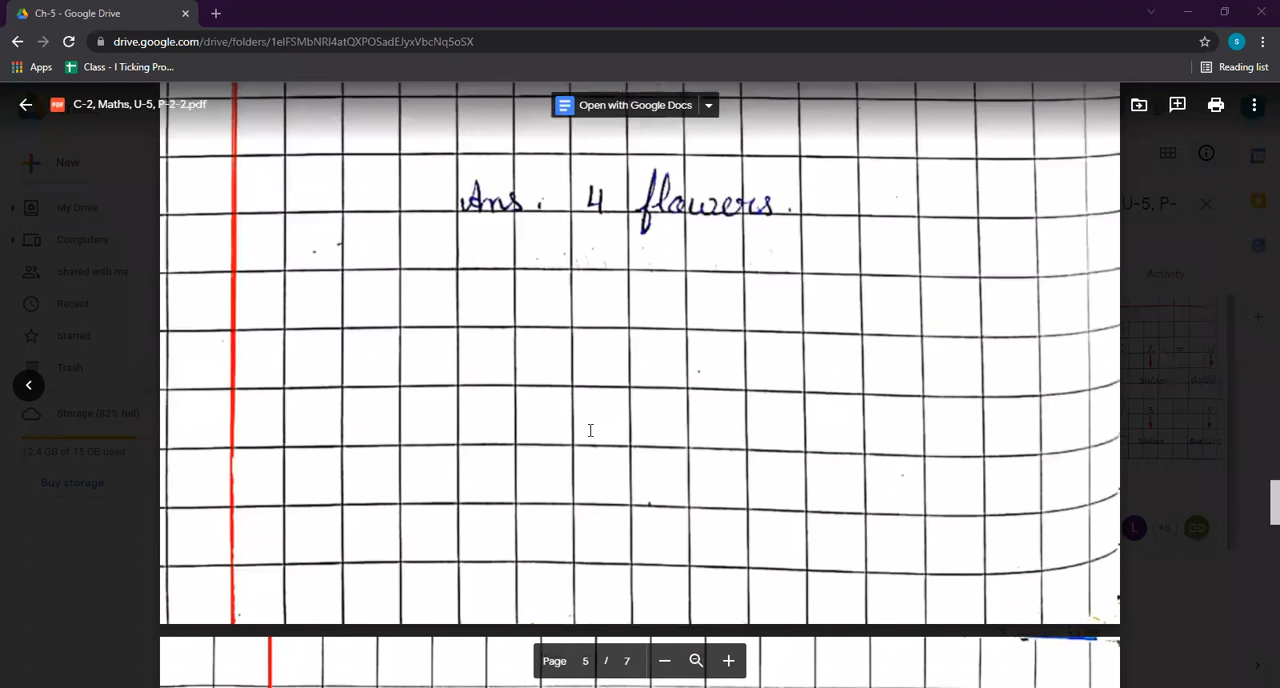 Ch-5 - Google Drive
drive.google.com/drive/folders/1elFSMbNRI4atQXPOSadEJyxVbcNq5oSX
S
Apps
Class - I Ticking Pro...
Reading list
C-2, Maths, U-5, P-2-2.pdf
Open with Google Docs
New
My Drive
Computers
Shared with me
Recent
Starred
Trash
Storage (82% full)
12.4 GB of 15 GB used
Buy storage
U-5, P-
Activity
L
Ans. 4 flowers.
Page 5 / 7